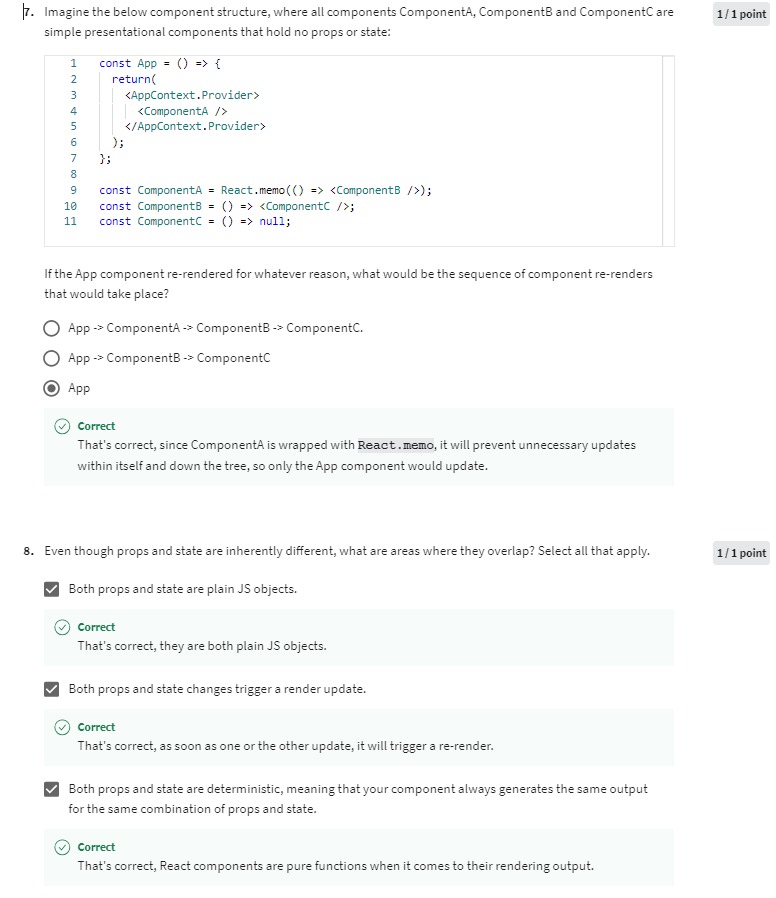 7. Imagine the below component structure, where all components ComponentA, ComponentB and ComponentC are
1 / 1 point
simple presentational components that hold no props or state:
1 const App = () => {
2 return(
3 <AppContext.Provider>
4 <ComponentA />
5 </AppContext.Provider>
6 );
7 };
8
9 const ComponentA = React.memo(() => <ComponentB />);
10 const ComponentB = () => <ComponentC />;
11 const ComponentC = () => null;
If the App component re-rendered for whatever reason, what would be the sequence of component re-renders
that would take place?
App -> ComponentA -> ComponentB -> ComponentC.
App -> ComponentB -> ComponentC
App
Correct
That's correct, since ComponentA is wrapped with React.memo, it will prevent unnecessary updates
within itself and down the tree, so only the App component would update.
8. Even though props and state are inherently different, what are areas where they overlap? Select all that apply.
1 / 1 point
Both props and state are plain JS objects.
Correct
That's correct, they are both plain JS objects.
Both props and state changes trigger a render update.
Correct
That's correct, as soon as one or the other update, it will trigger a re-render.
Both props and state are deterministic, meaning that your component always generates the same output
for the same combination of props and state.
Correct
That's correct, React components are pure functions when it comes to their rendering output.